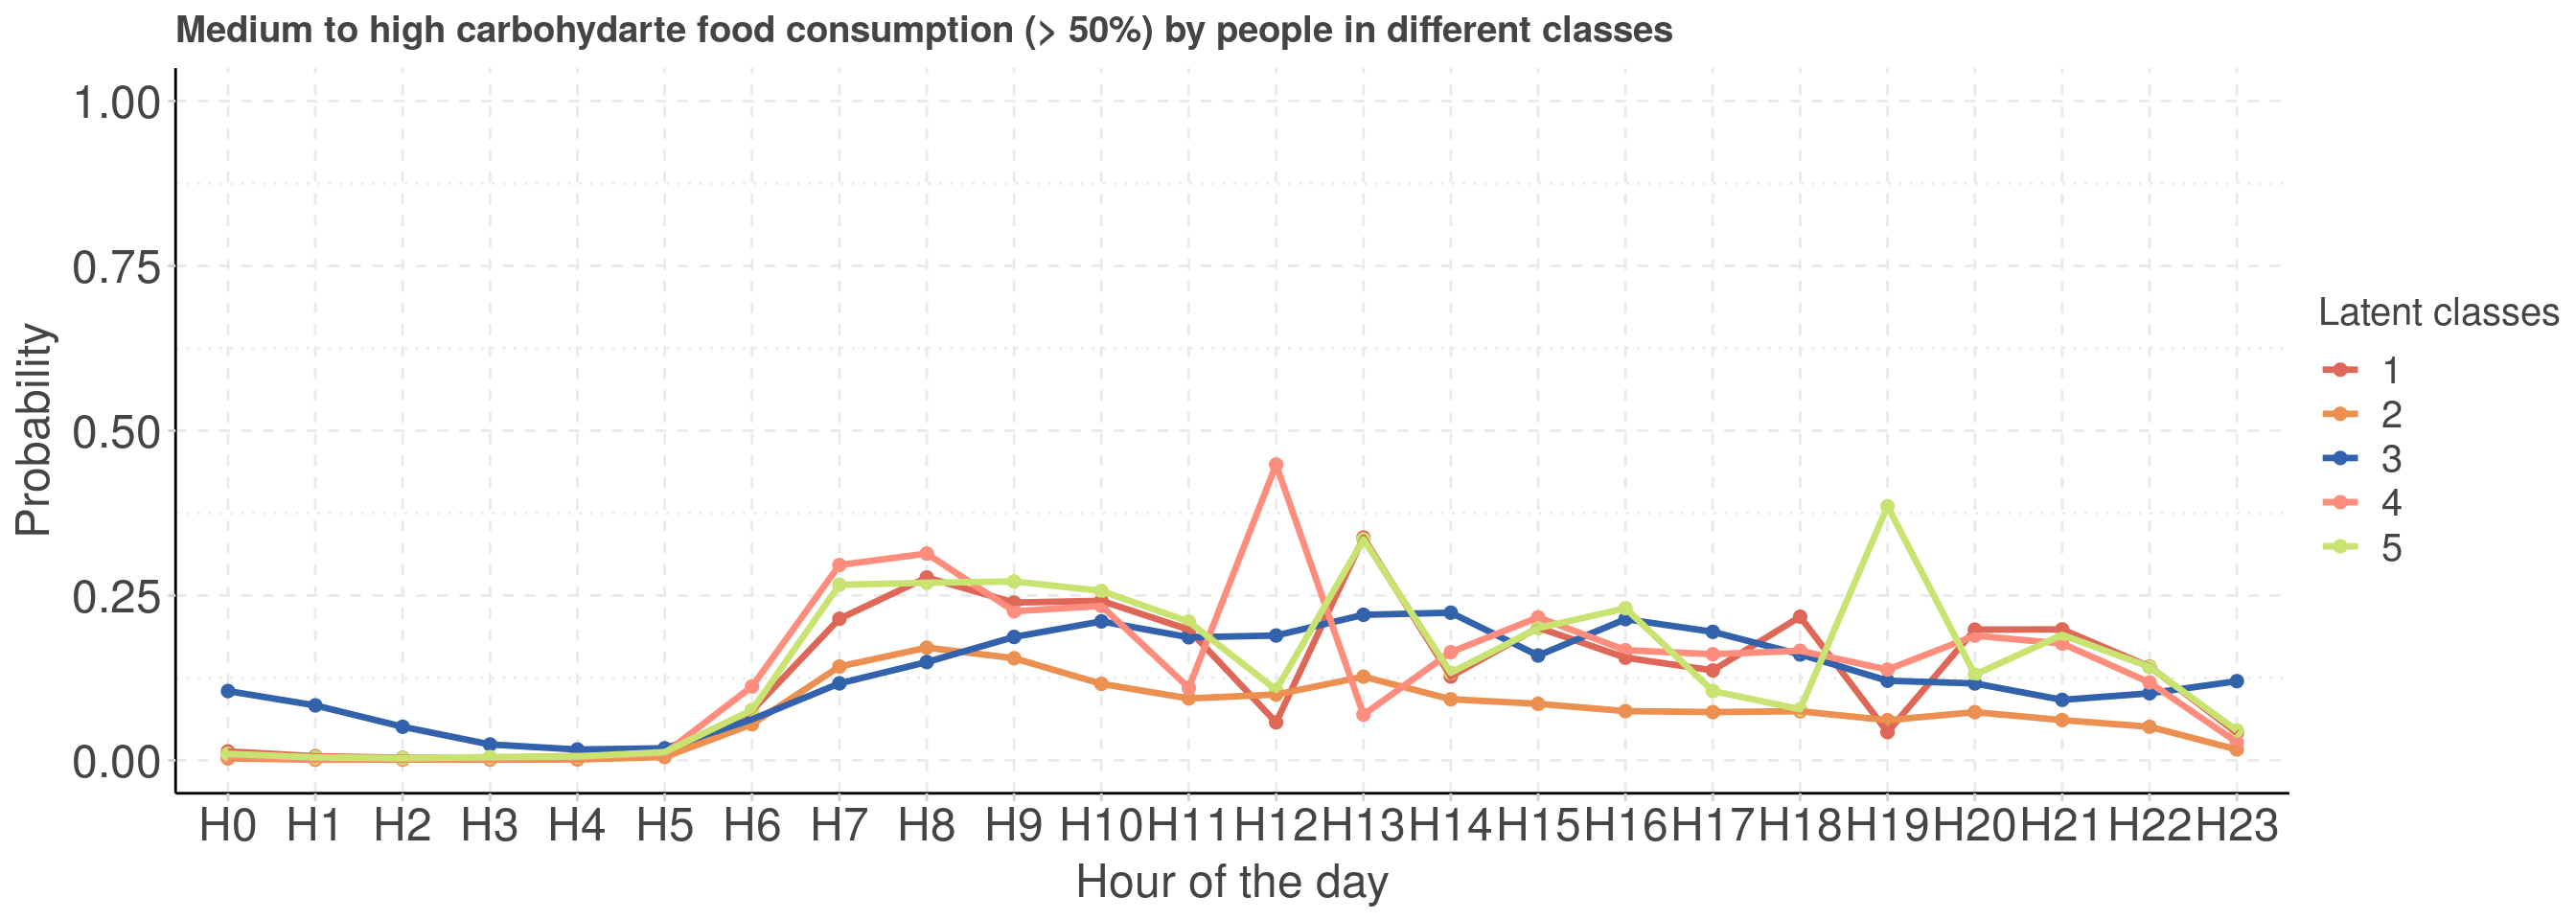 Medium to high carbohydarte food consumption (> 50%) by people in different classes
1.00
0.75
0.50
0.25
0.00
Probability
H0 H1 H2 H3 H4 H5 H6 H7 H8 H9 H10 H11 H12 H13 H14 H15 H16 H17 H18 H19 H20 H21 H22 H23
Hour of the day
Latent classes
1
2
3
4
5